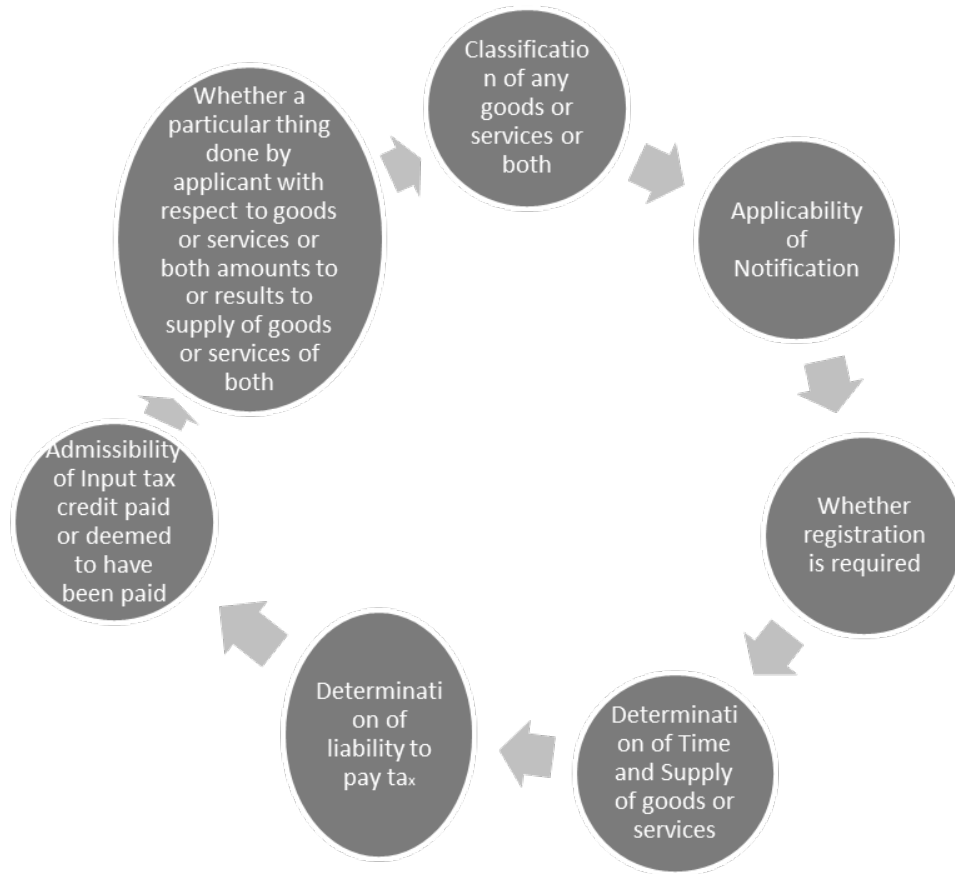 Classificatio
n of any
goods or
services or
both
Applicability
of
Notification
Whether
registration
is required
Determinati
on of Time
and Supply
of goods or
services
Determinati
on of
liability to
pay tax
Admissibility
of Input tax
credit paid
or deemed
to have
been paid
Whether a
particular thing
done by
applicant with
respect to goods
or services or
both amounts to
or results to
supply of goods
or services of
both